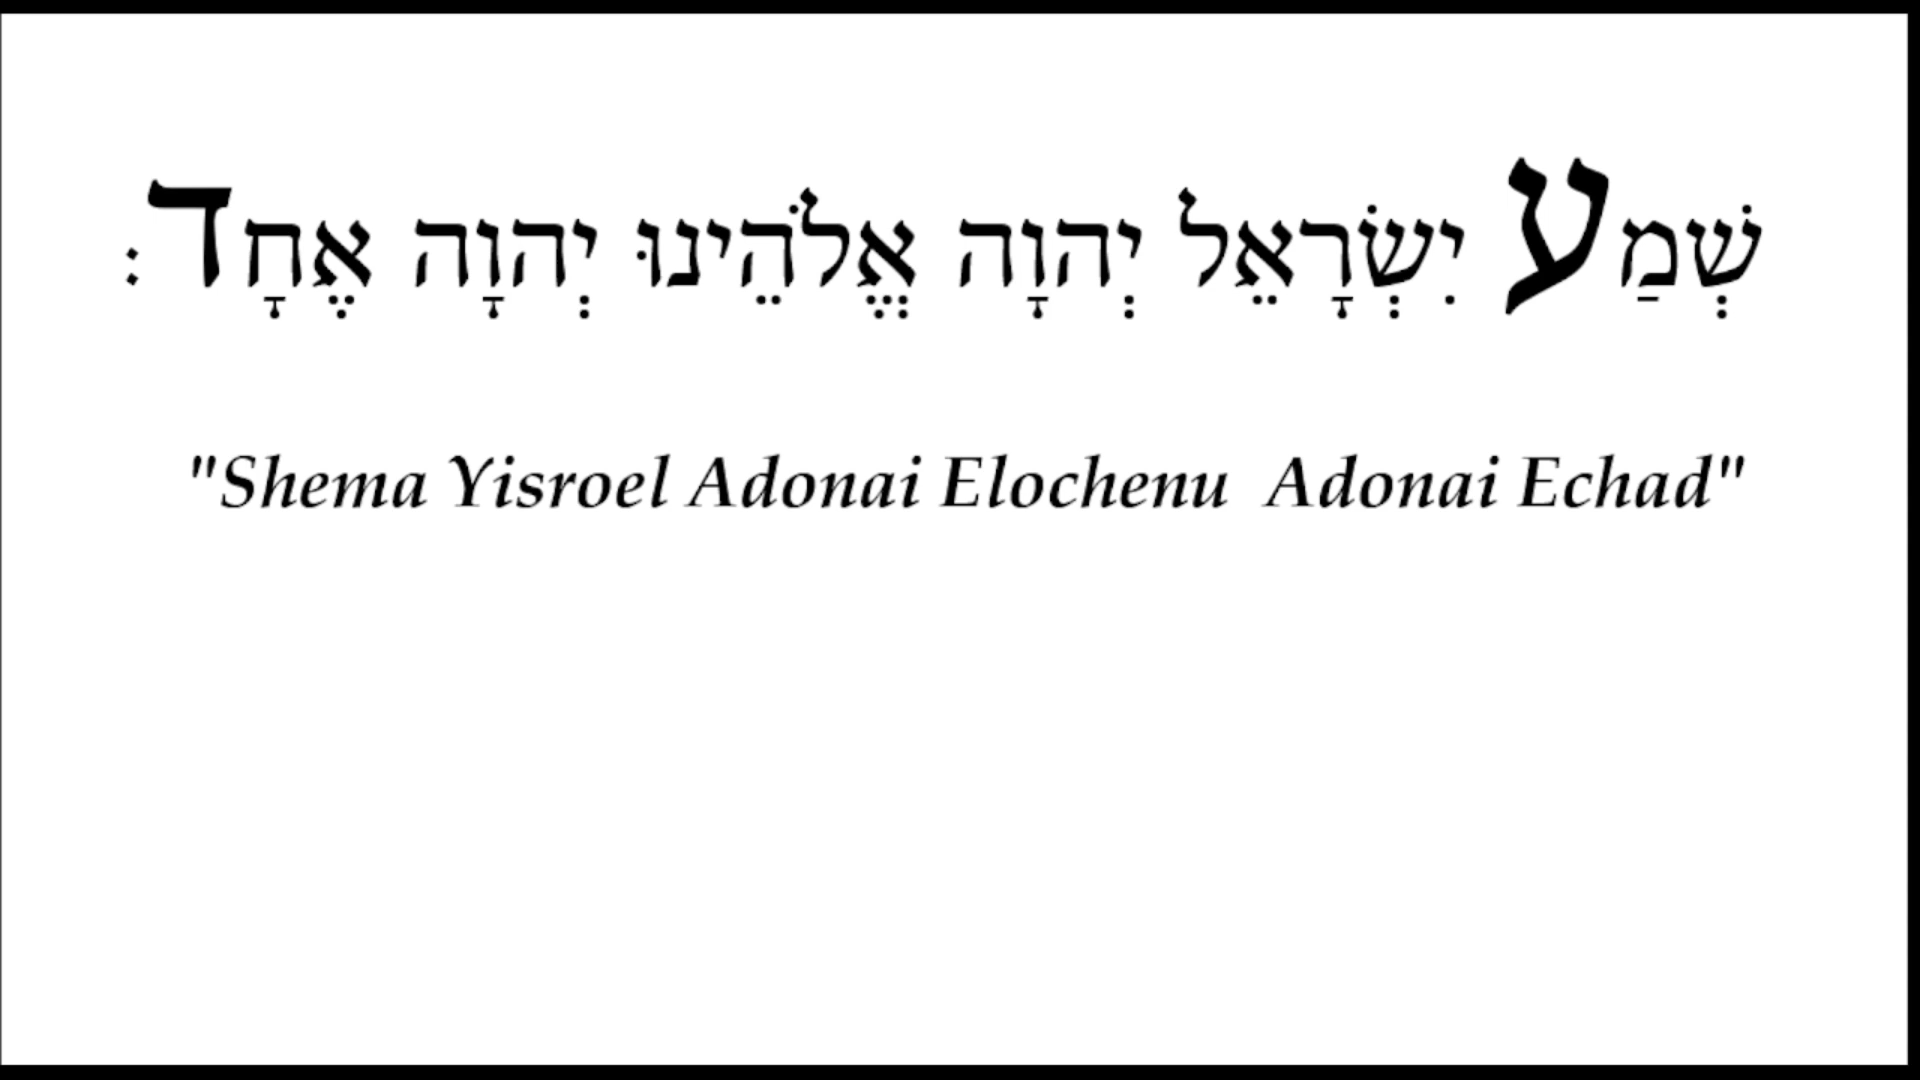 שְׁמַע יִשְׂרָאֵל יְהוָה אֱלֹהֵינוּ יְהוָה אֶחָד׃
"Shema Yisroel Adonai Elochenu Adonai Echad"